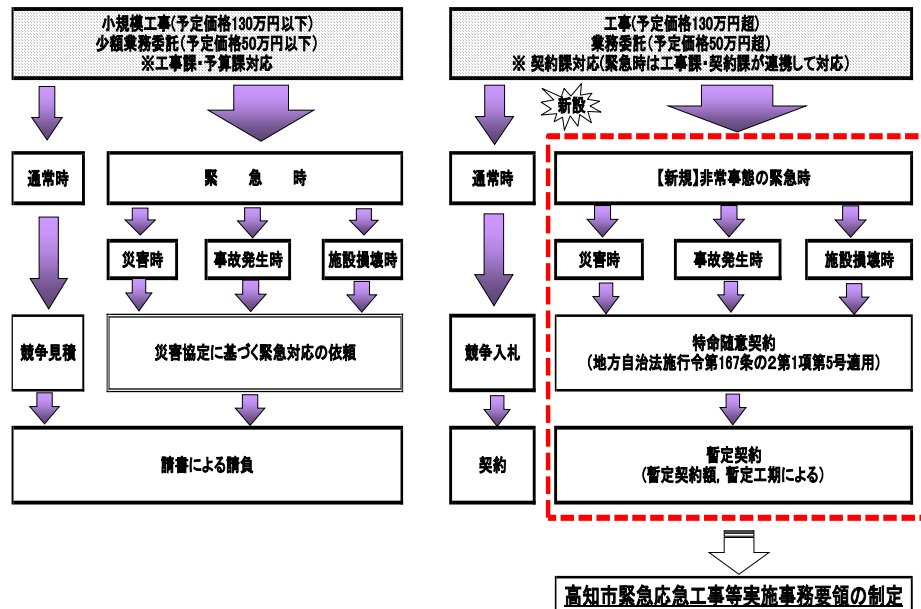 小規模工事(予定価格130万円以下)
少額業務委託(予定価格50万円以下)
※工事課・予算課対応
通常時
緊急時
災害時
事故発生時
施設損壊時
競争見積
災害協定に基づく緊急対応の依頼
請書による請負
工事(予定価格130万円超)
業務委託(予定価格50万円超)
※ 契約課対応(緊急時は工事課・契約課が連携して対応)
新設
通常時
【新規】非常事態の緊急時
災害時
事故発生時
施設損壊時
競争入札
特命随意契約
(地方自治法施行令第167条の2第1項第5号適用)
契約
暫定契約
(暫定契約額, 暫定工期による)
高知市緊急応急工事等実施事務要領の制定